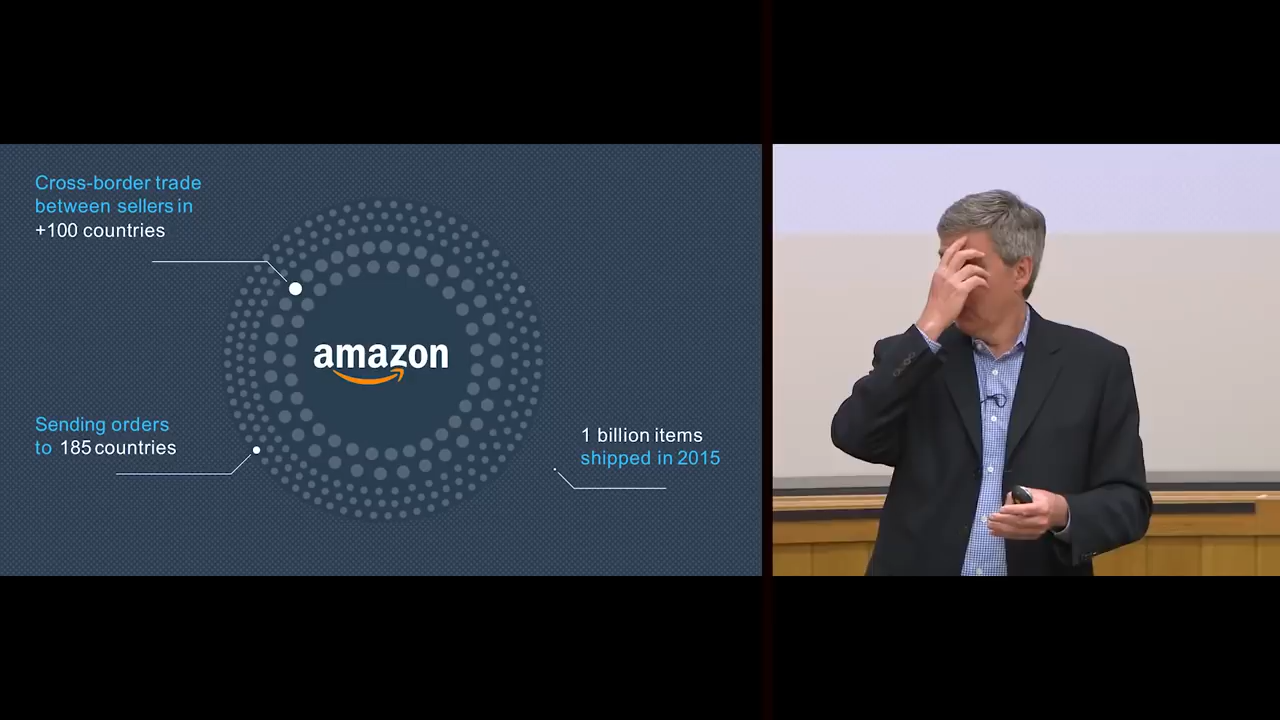 Cross-border trade
between sellers in
+100 countries
amazon
Sending orders
to 185 countries
1 billion items
shipped in 2015